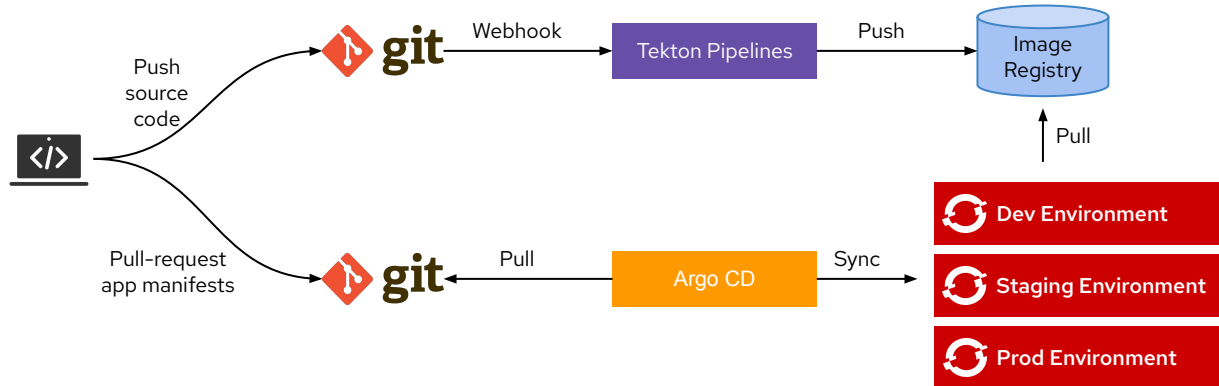 Push
source
code
git
Webhook
Tekton Pipelines
Push
Image
Registry
</>
Pull
Dev Environment
Pull-request
app manifests
git
Pull
Argo CD
Sync
Staging Environment
Prod Environment